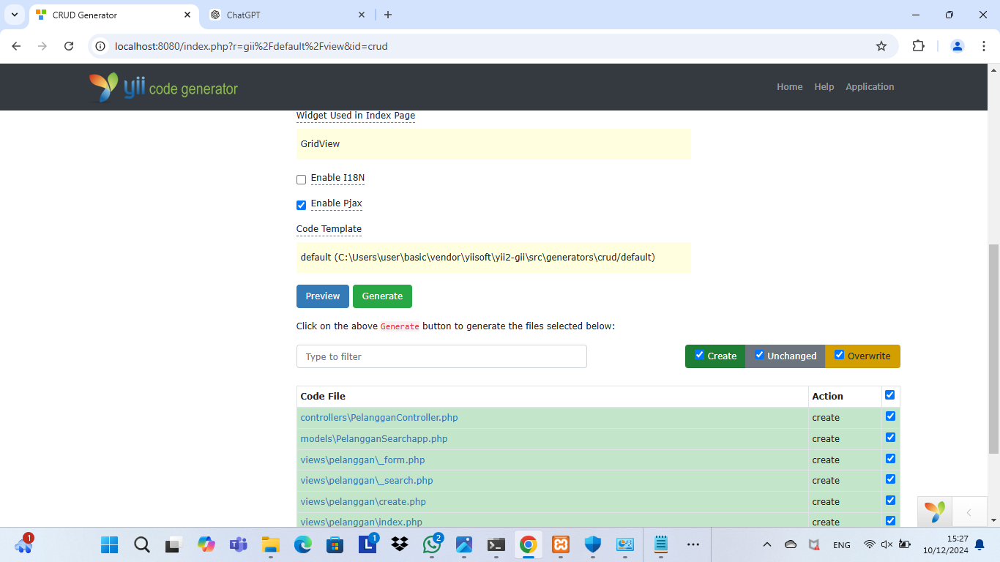 CRUD Generator
ChatGPT
localhost:8080/index.php?r=gii%2Fdefault%2Fview&id=crud
yii code generator
Home Help Application
Widget Used in Index Page
GridView
Enable I18N
Enable Pjax
Code Template
default (C:\Users\user\basic\vendor\yiisoft\yii2-gii\src\generators\crud/default)
Preview Generate
Click on the above Generate button to generate the files selected below:
Type to filter
Create Unchanged Overwrite
Code File Action
controllers\PelangganController.php create
models\PelangganSearchapp.php create
views\pelanggan\_form.php create
views\pelanggan\_search.php create
views\pelanggan\create.php create
views\pelanggan\index.php create
1
L
1
2
ENG
15:27
10/12/2024